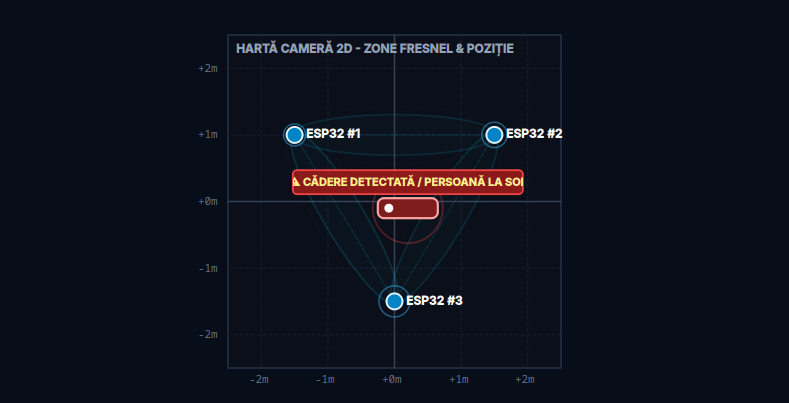 HARTĂ CAMERĂ 2D - ZONE FRESNEL & POZIȚIE
+2m
+1m
ESP32 #1
ESP32 #2
⚠ CĂDERE DETECTATĂ / PERSOANĂ LA SOL
+0m
-1m
ESP32 #3
-2m
-2m
-1m
+0m
+1m
+2m